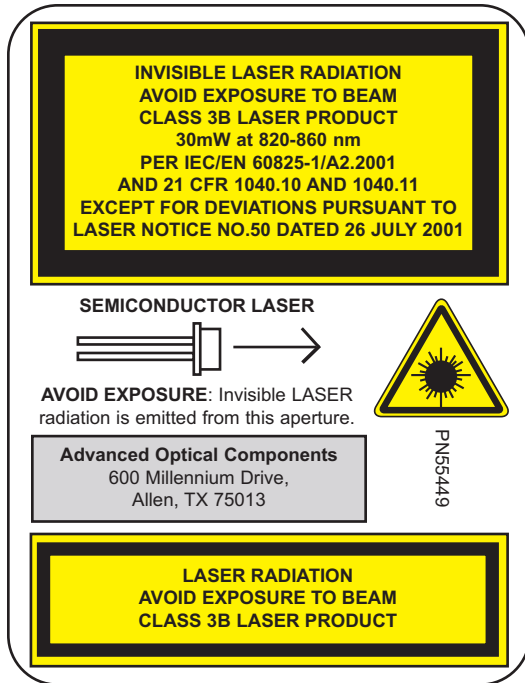 INVISIBLE LASER RADIATION
AVOID EXPOSURE TO BEAM
CLASS 3B LASER PRODUCT
30mW at 820-860 nm
PER IEC/EN 60825-1/A2.2001
AND 21 CFR 1040.10 AND 1040.11
EXCEPT FOR DEVIATIONS PURSUANT TO
LASER NOTICE NO.50 DATED 26 JULY 2001
SEMICONDUCTOR LASER
AVOID EXPOSURE: Invisible LASER
radiation is emitted from this aperture.
PN55449
Advanced Optical Components
600 Millennium Drive,
Allen, TX 75013
LASER RADIATION
AVOID EXPOSURE TO BEAM
CLASS 3B LASER PRODUCT